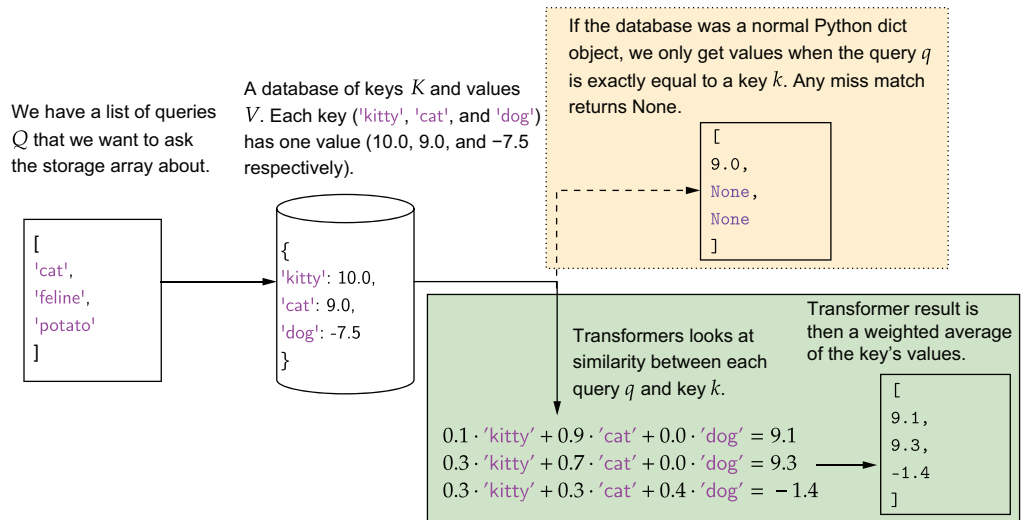 We have a list of queries
Q that we want to ask
the storage array about.
[
'cat',
'feline',
'potato'
]
A database of keys K and values
V. Each key ('kitty', 'cat', and 'dog')
has one value (10.0, 9.0, and −7.5
respectively).
{
'kitty': 10.0,
'cat': 9.0,
'dog': -7.5
}
If the database was a normal Python dict
object, we only get values when the query q
is exactly equal to a key k. Any miss match
returns None.
[
9.0,
None,
None
]
Transformers looks at
similarity between each
query q and key k.
0.1 · 'kitty' + 0.9 · 'cat' + 0.0 · 'dog' = 9.1
0.3 · 'kitty' + 0.7 · 'cat' + 0.0 · 'dog' = 9.3
0.3 · 'kitty' + 0.3 · 'cat' + 0.4 · 'dog' = −1.4
Transformer result is
then a weighted average
of the key's values.
[
9.1,
9.3,
-1.4
]